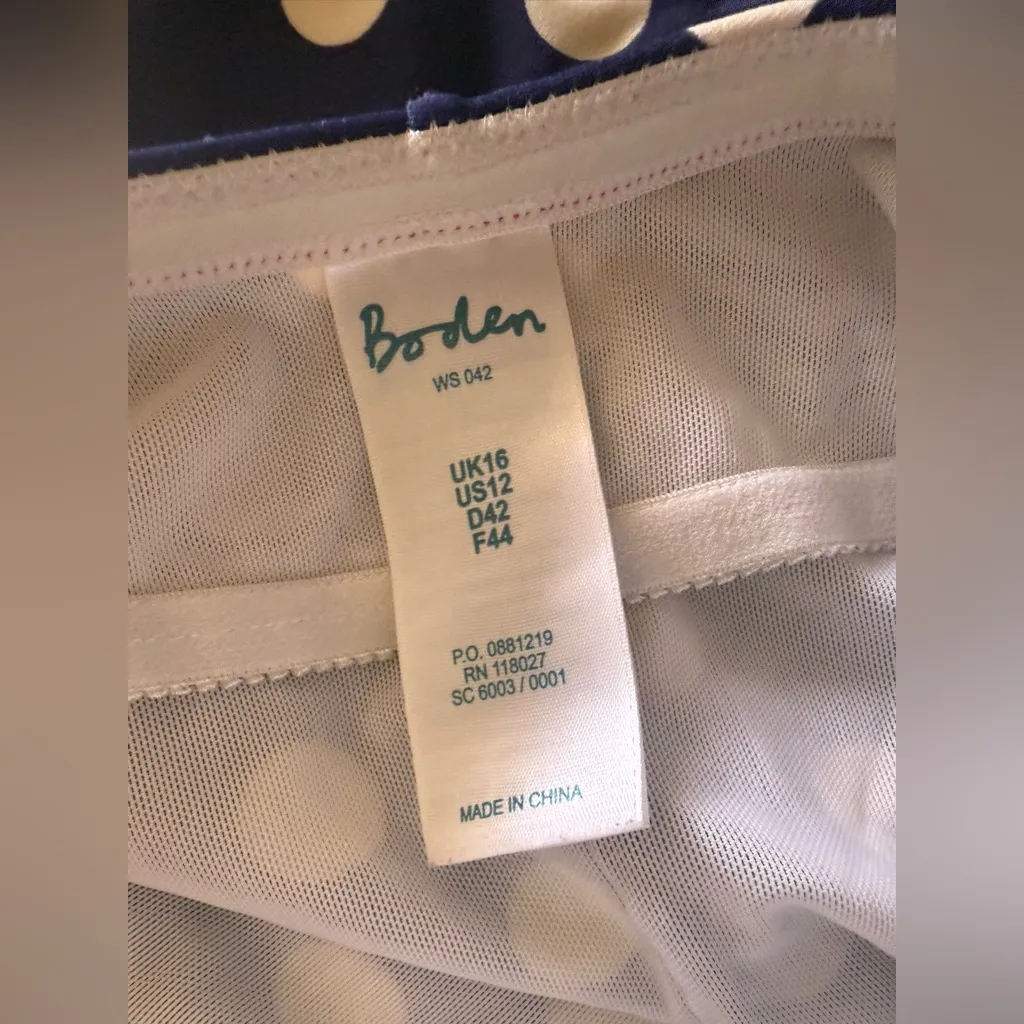 Boden
WS 042
UK16
US12
D42
F44
P.O. 0881219
RN 118027
SC 6003 / 0001
MADE IN CHINA